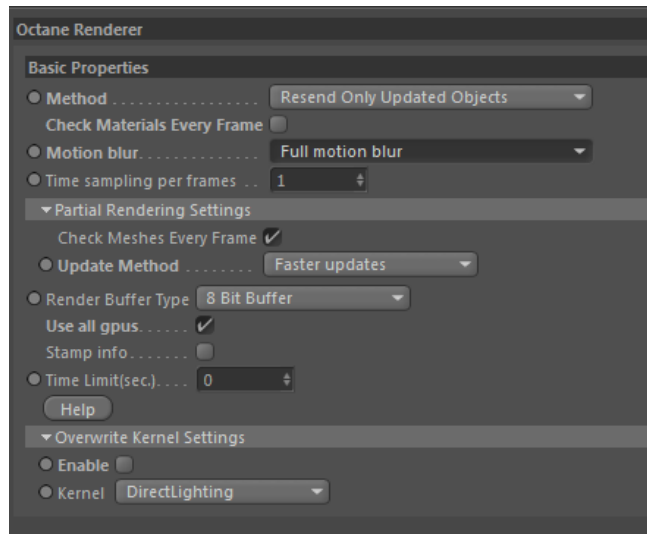 Octane Renderer
Basic Properties
Method . . . . . . . . . . . . . . . . . Resend Only Updated Objects
Check Materials Every Frame
Motion blur. . . . . . . . . . . . . Full motion blur
Time sampling per frames . . 1
Partial Rendering Settings
Check Meshes Every Frame
Update Method . . . . . . . . Faster updates
Render Buffer Type 8 Bit Buffer
Use all gpus. . . . . .
Stamp info. . . . . . .
Time Limit(sec.). . . . 0
Help
Overwrite Kernel Settings
Enable
Kernel DirectLighting